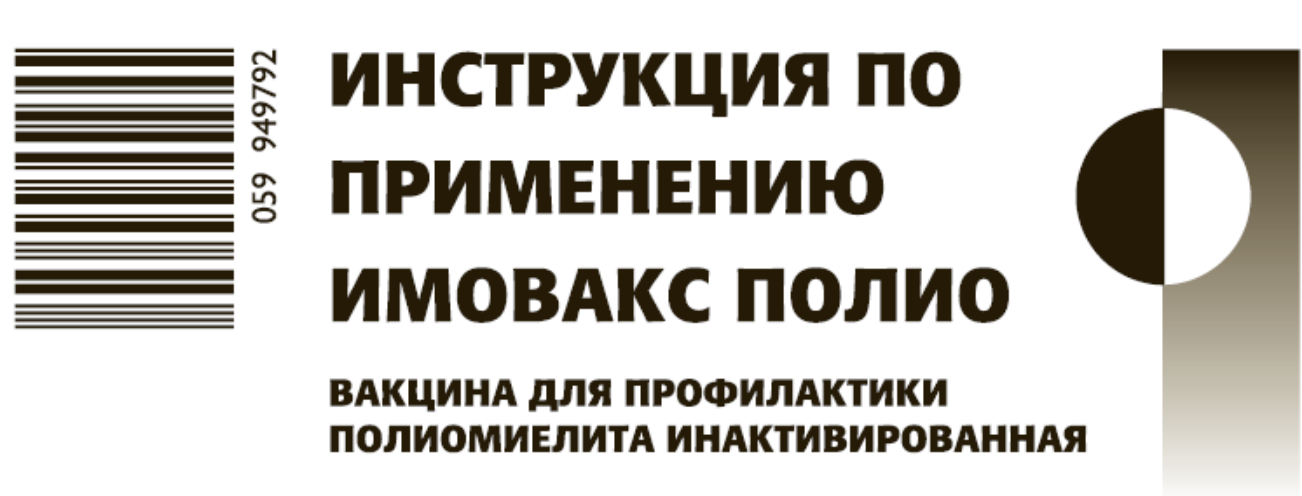 059 949792
ИНСТРУКЦИЯ ПО
ПРИМЕНЕНИЮ
ИМОВАКС ПОЛИО
ВАКЦИНА ДЛЯ ПРОФИЛАКТИКИ
ПОЛИОМИЕЛИТА ИНАКТИВИРОВАННАЯ